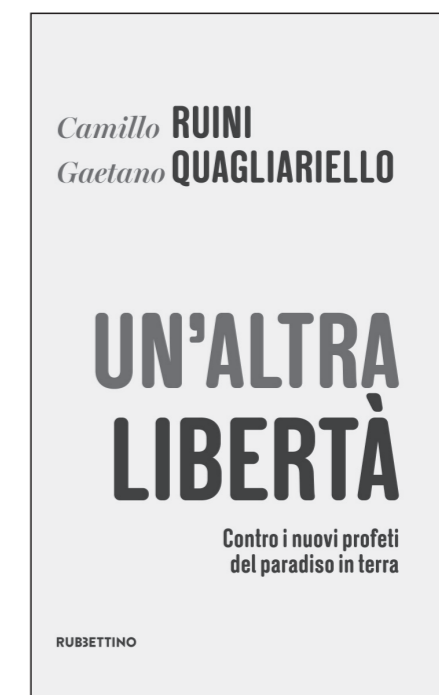 Camillo RUINI
Gaetano QUAGLIARIELLO
UN'ALTRA
LIBERTÀ
Contro i nuovi profeti
del paradiso in terra
RUBBETTINO